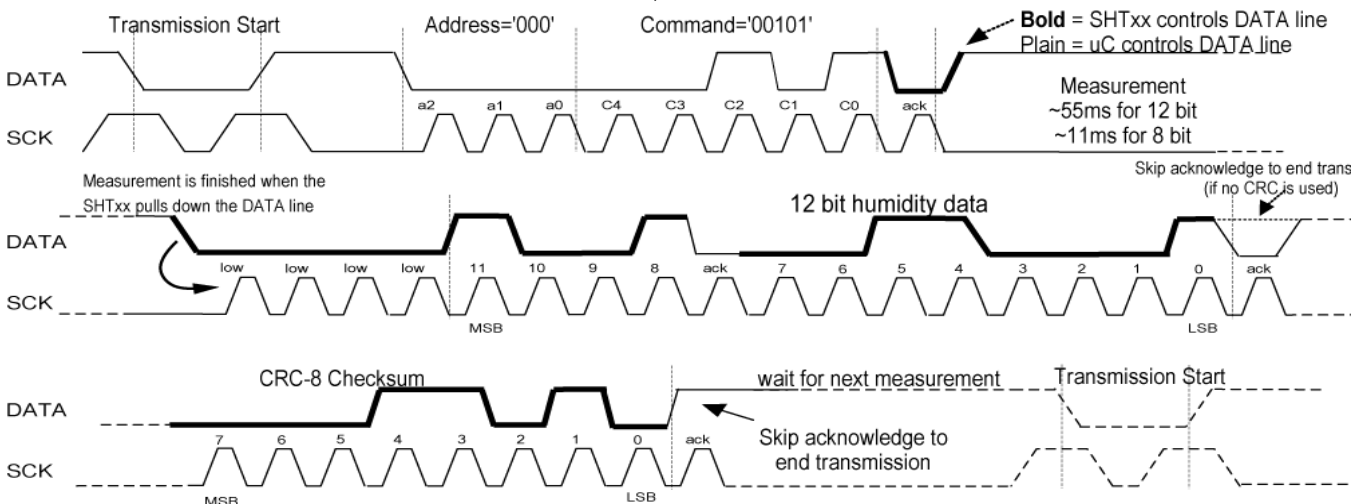 Transmission Start Address='000' Command='00101' Bold = SHTxx controls DATA line
Plain = uC controls DATA line
DATA
a2 a1 a0 C4 C3 C2 C1 C0 ack
SCK
Measurement
~55ms for 12 bit
~11ms for 8 bit
Measurement is finished when the
SHTxx pulls down the DATA line
Skip acknowledge to end trans
(if no CRC is used)
12 bit humidity data
DATA
low low low low 11 10 9 8 ack 7 6 5 4 3 2 1 0 ack
SCK
MSB LSB
CRC-8 Checksum wait for next measurement Transmission Start
DATA
7 6 5 4 3 2 1 0 ack
Skip acknowledge to
end transmission
SCK
MSB LSB